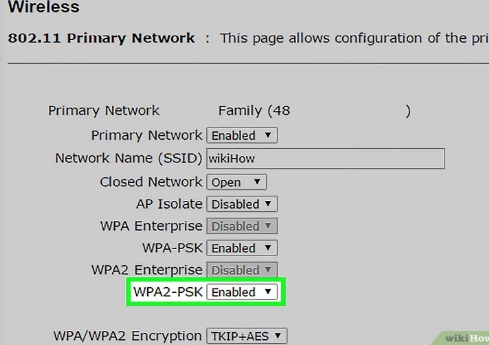 Wireless
802.11 Primary Network : This page allows configuration of the pri
Primary Network Family (48 )
Primary Network Enabled
Network Name (SSID) wikiHow
Closed Network Open
AP Isolate Disabled
WPA Enterprise Disabled
WPA-PSK Enabled
WPA2 Enterprise Disabled
WPA2-PSK Enabled
WPA/WPA2 Encryption TKIP+AES
wikiHow